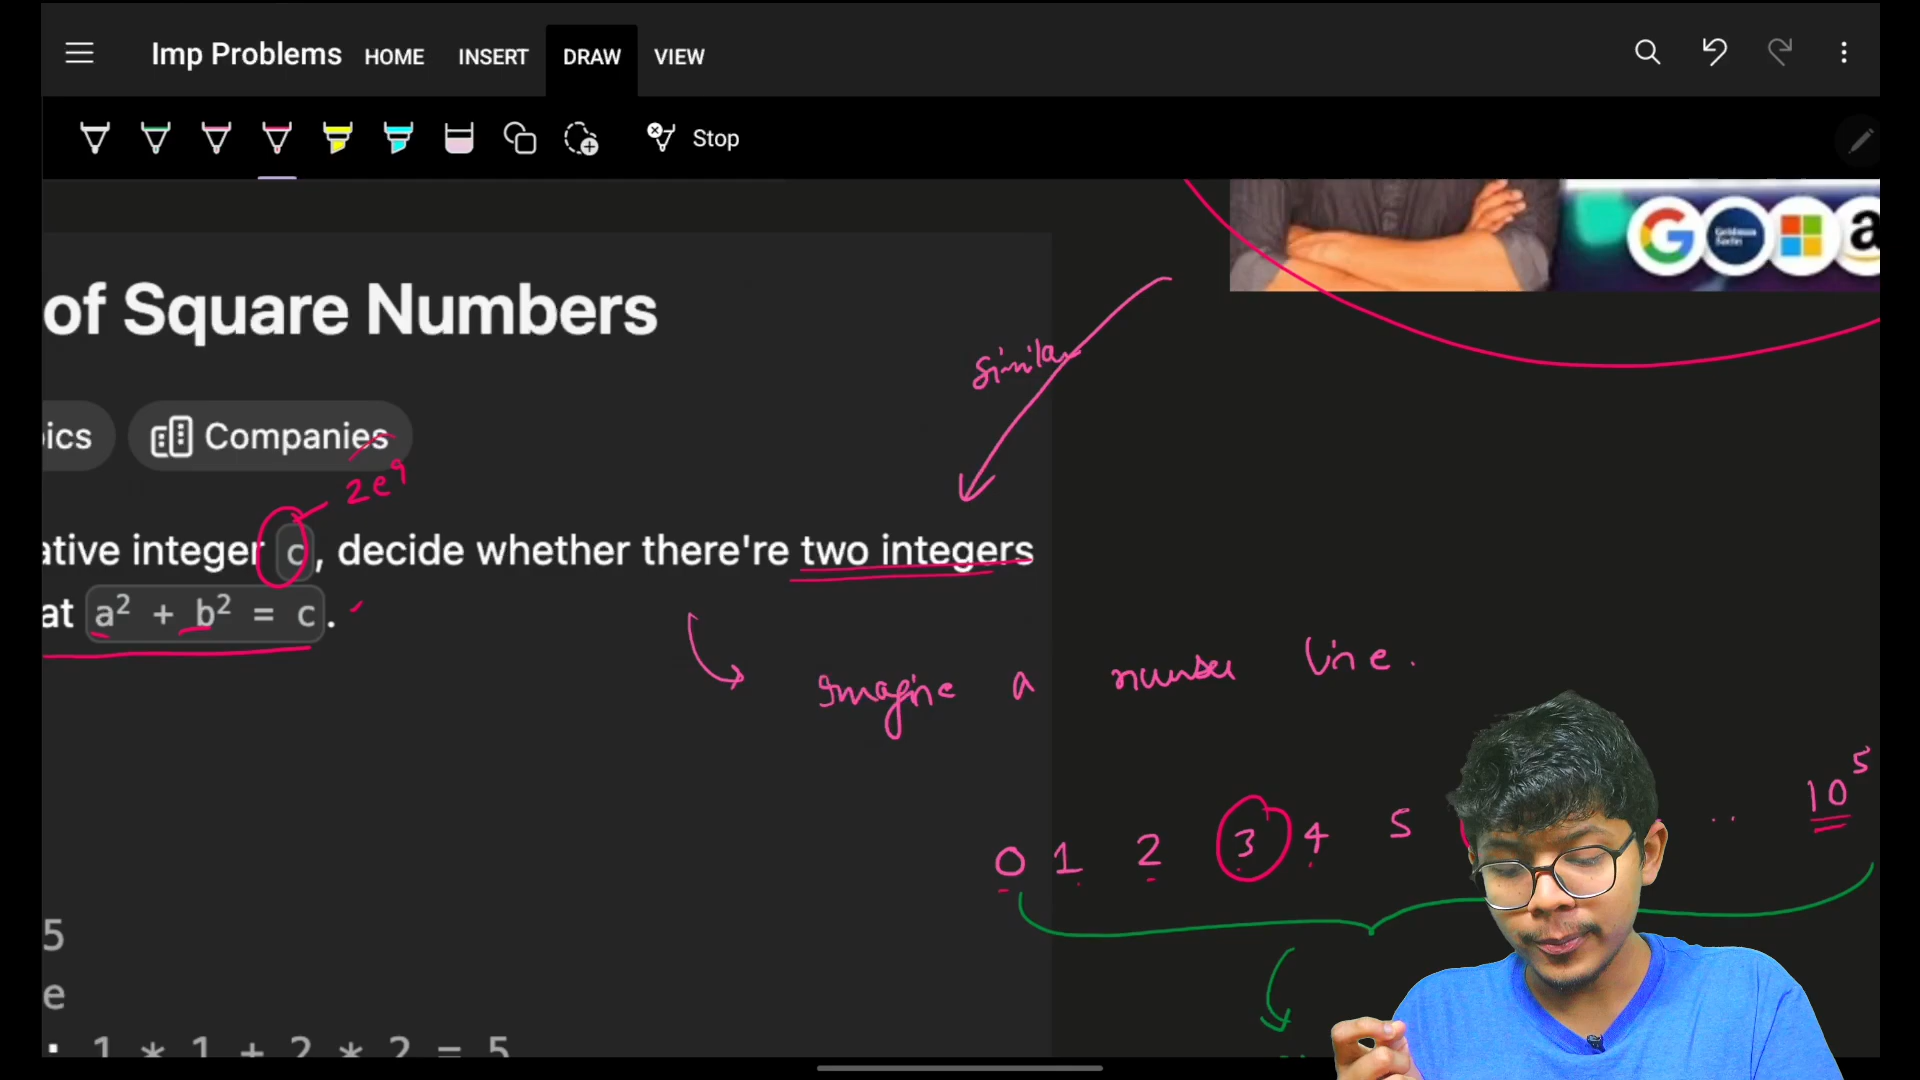 Imp Problems HOME INSERT DRAW VIEW
Stop
G Goldman Sachs a
of Square Numbers
similar
ics Companies
2e9
ative integer c, decide whether there're two integers
at a² + b² = c.
Imagine a number line.
0 1 2 3 4 5 .. 10⁵
5
e
: 1 * 1 + 2 * 2 = 5